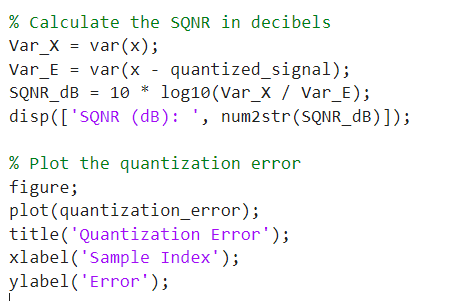 % Calculate the SQNR in decibels
Var_X = var(x);
Var_E = var(x - quantized_signal);
SQNR_dB = 10 * log10(Var_X / Var_E);
disp(['SQNR (dB): ', num2str(SQNR_dB)]);
% Plot the quantization error
figure;
plot(quantization_error);
title('Quantization Error');
xlabel('Sample Index');
ylabel('Error');